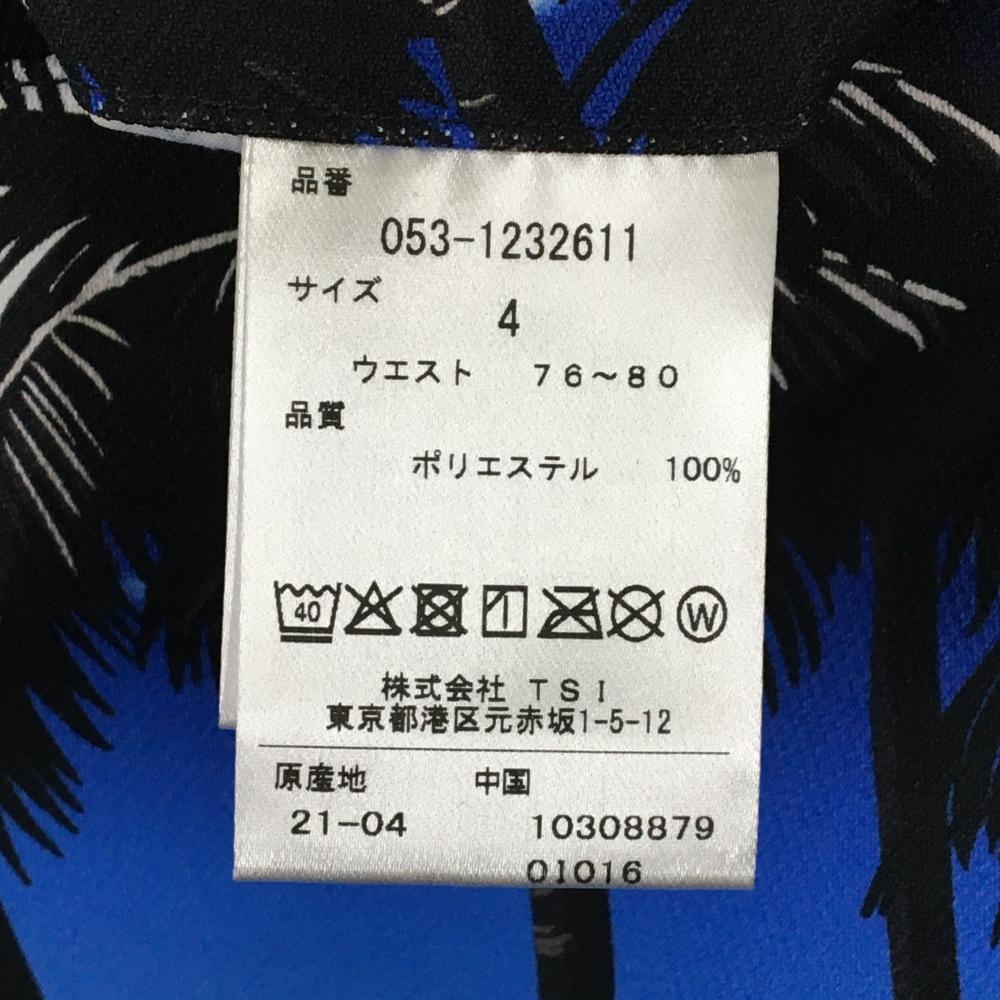 品番
053-1232611
サイズ
4
ウエスト 76〜80
品質
ポリエステル 100%
40 W
株式会社 TSI
東京都港区元赤坂1-5-12
原産地 中国
21-04 10308879
01016